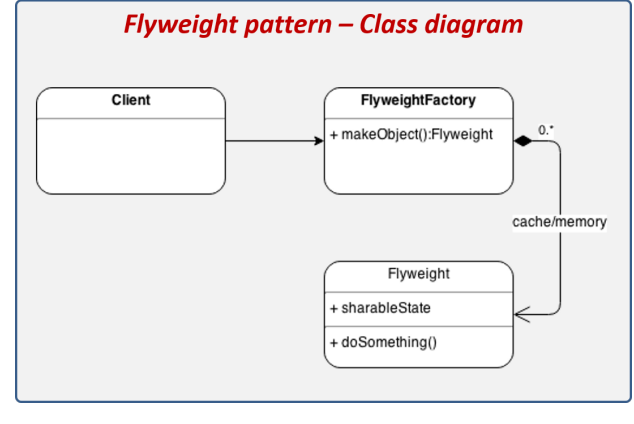 Flyweight pattern – Class diagram
Client
FlyweightFactory
+ makeObject():Flyweight
0.*
cache/memory
Flyweight
+ sharableState
+ doSomething()